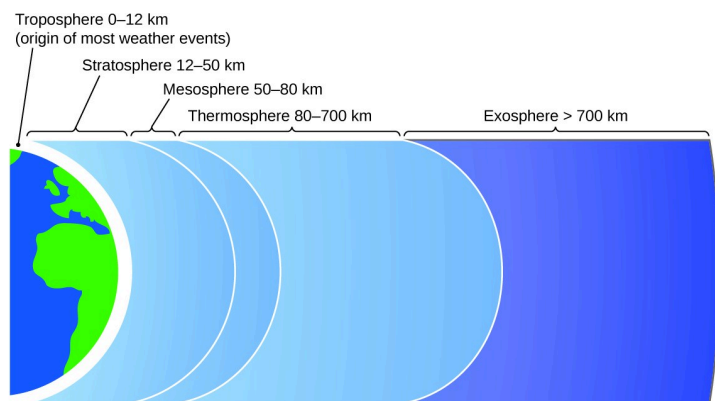 Troposphere 0–12 km
(origin of most weather events)
Stratosphere 12–50 km
Mesosphere 50–80 km
Thermosphere 80–700 km
Exosphere > 700 km